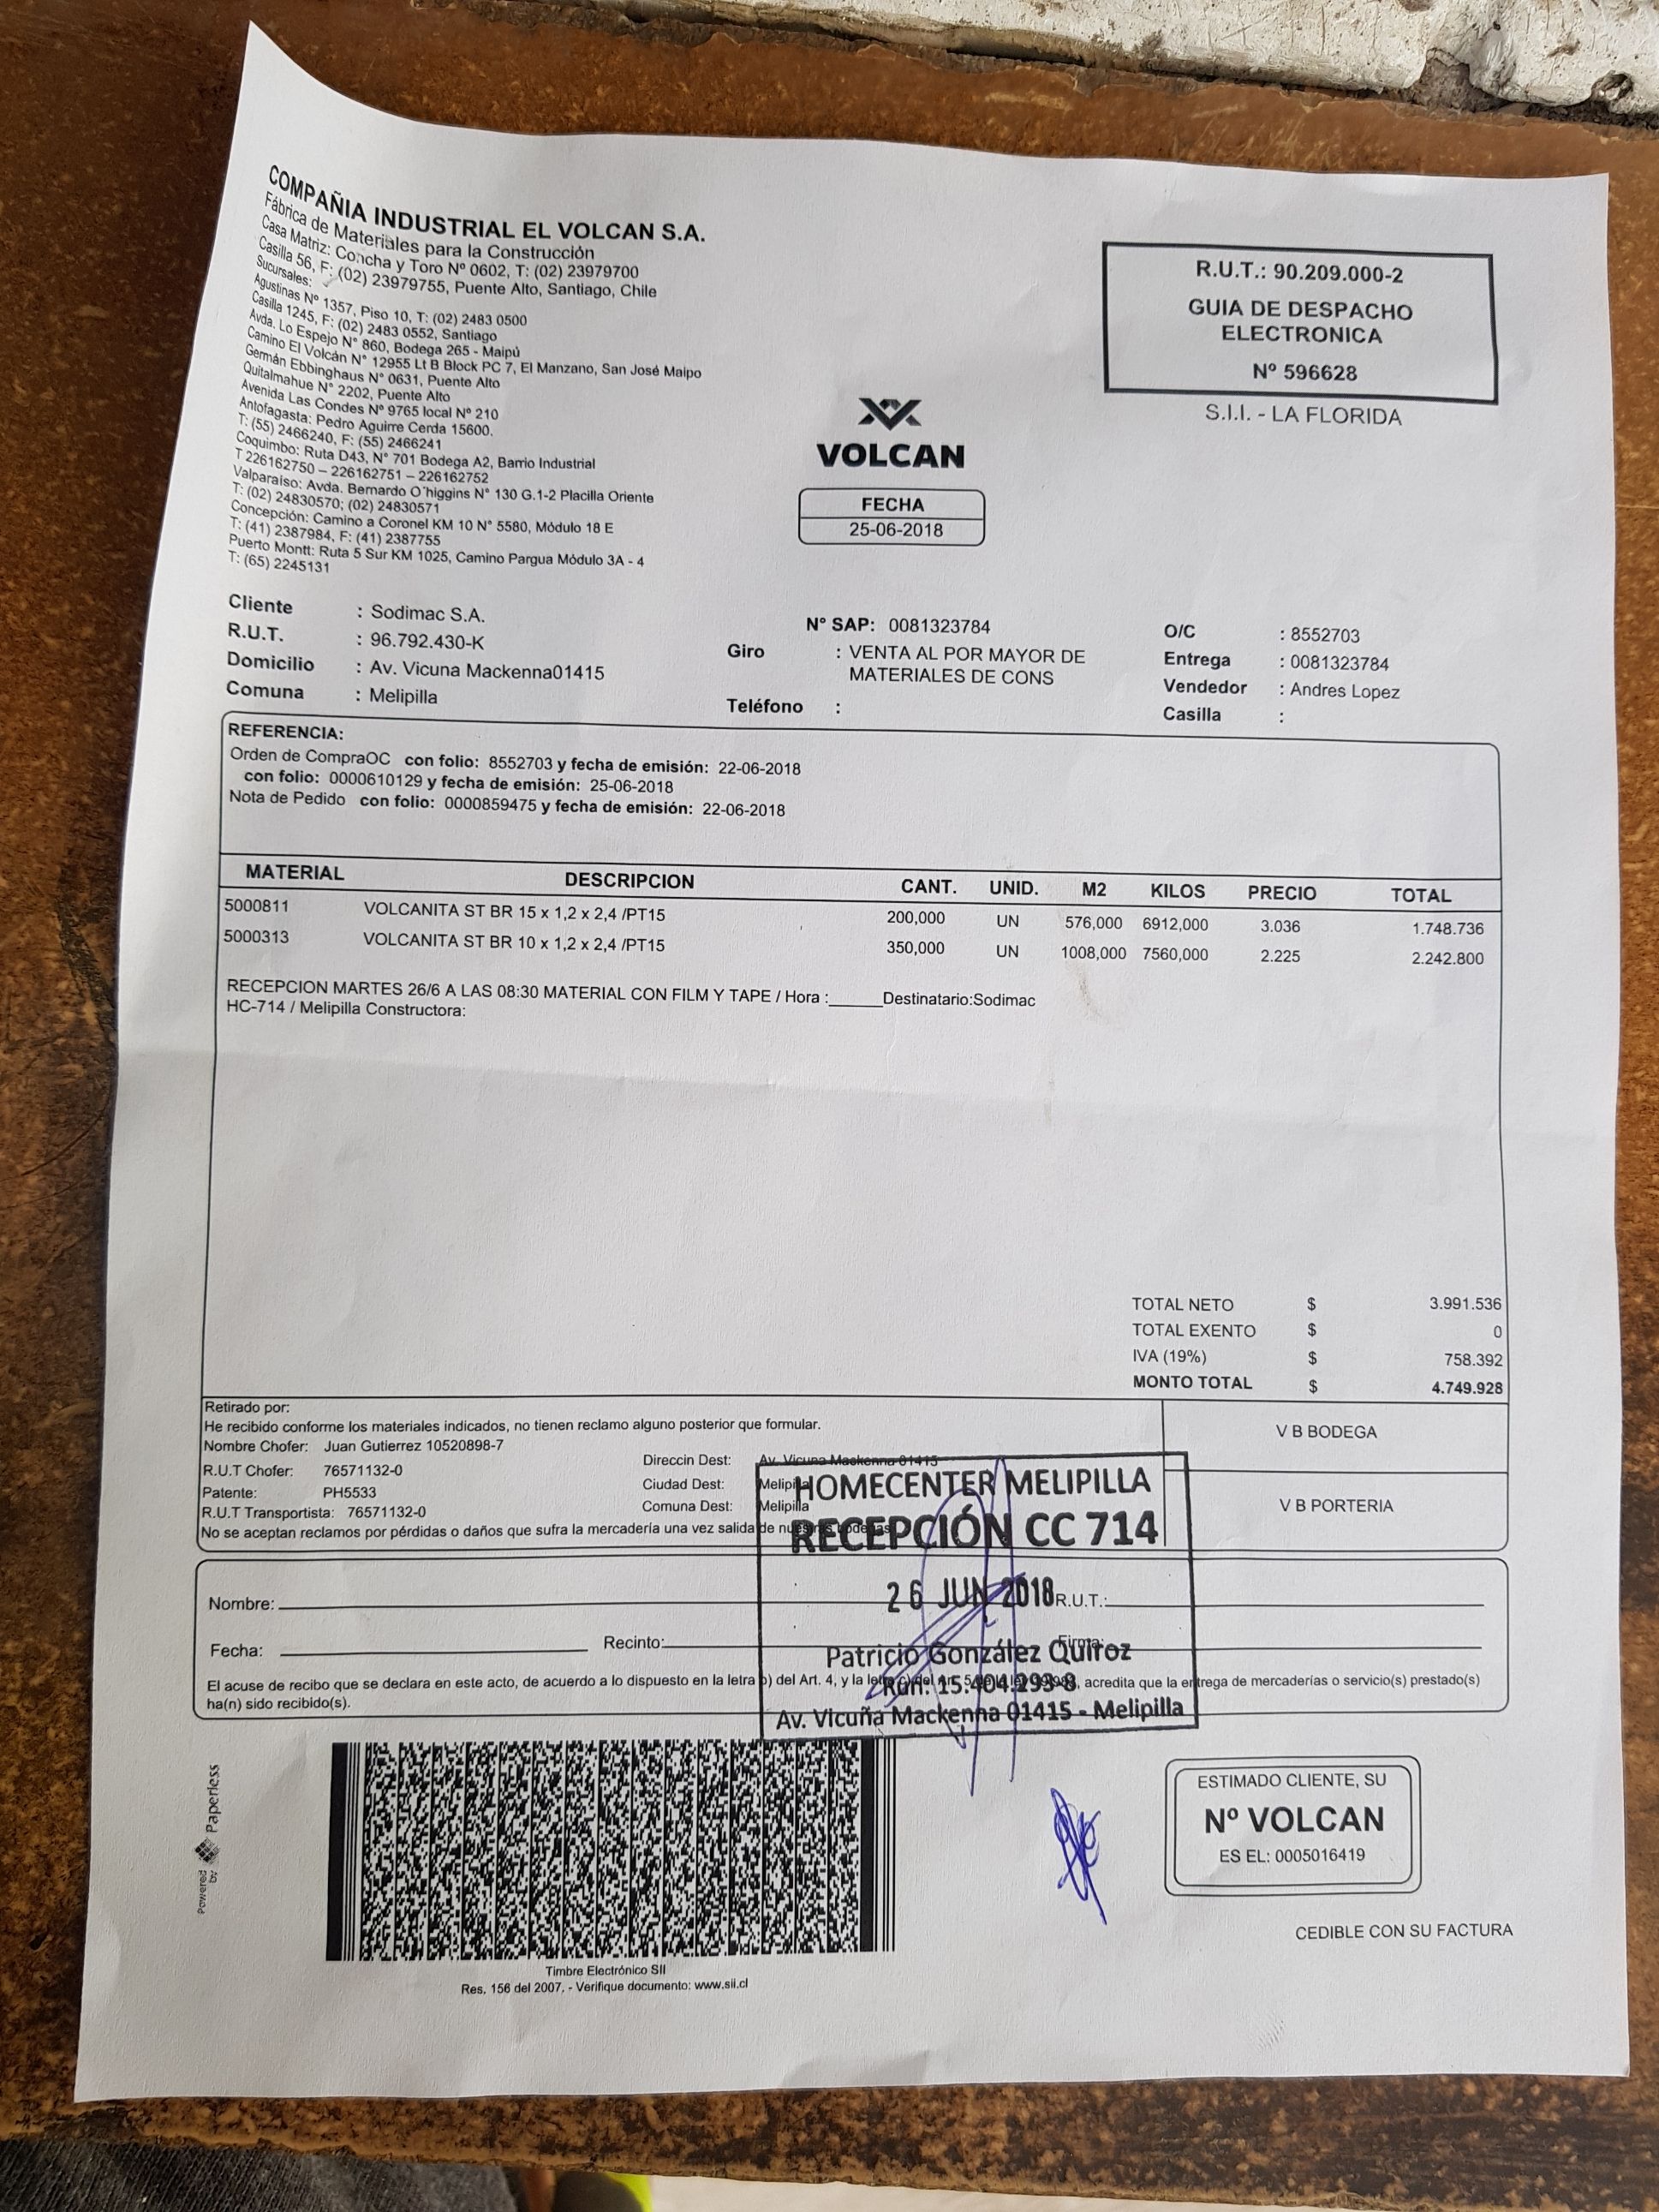 COMPAÑIA INDUSTRIAL EL VOLCAN S.A.
Fábrica de Materiales para la Construcción
Casa Matriz: Concha y Toro Nº 0602, T: (02) 23979700
Casilla 56, F: (02) 23979755, Puente Alto, Santiago, Chile
Sucursales:
Agustinas Nº 1357, Piso 10, T: (02) 2483 0500
Casilla 1245, F: (02) 2483 0552, Santiago
Avda. Lo Espejo N° 860, Bodega 265 - Maipú
Camino El Volcán N° 12955 Lt B Block PC 7, El Manzano, San José Maipo
Germán Ebbinghaus N° 0631, Puente Alto
Quitalmahue N° 2202, Puente Alto
Avenida Las Condes Nº 9765 local Nº 210
Antofagasta: Pedro Aguirre Cerda 15600.
T: (55) 2466240, F: (55) 2466241
Coquimbo: Ruta D43, N° 701 Bodega A2, Barrio Industrial
T 226162750 – 226162751 – 226162752
Valparaiso: Avda. Bernardo O´higgins N° 130 G.1-2 Placilla Oriente
T: (02) 24830570; (02) 24830571
Concepción: Camino a Coronel KM 10 N° 5580, Módulo 18 E
T: (41) 2387984, F: (41) 2387755
Puerto Montt: Ruta 5 Sur KM 1025, Camino Pargua Módulo 3A - 4
T: (65) 2245131
R.U.T.: 90.209.000-2
GUIA DE DESPACHO
ELECTRONICA
Nº 596628
S.I.I. - LA FLORIDA
VOLCAN
FECHA
25-06-2018
Cliente : Sodimac S.A.
R.U.T. : 96.792.430-K
Domicilio : Av. Vicuna Mackenna01415
Comuna : Melipilla
N° SAP: 0081323784
Giro : VENTA AL POR MAYOR DE
MATERIALES DE CONS
Teléfono :
O/C : 8552703
Entrega : 0081323784
Vendedor : Andres Lopez
Casilla :
REFERENCIA:
Orden de CompraOC con folio: 8552703 y fecha de emisión: 22-06-2018
con folio: 0000610129 y fecha de emisión: 25-06-2018
Nota de Pedido con folio: 0000859475 y fecha de emisión: 22-06-2018
MATERIAL DESCRIPCION CANT. UNID. M2 KILOS PRECIO TOTAL
5000811 VOLCANITA ST BR 15 x 1,2 x 2,4 /PT15 200,000 UN 576,000 6912,000 3.036 1.748.736
5000313 VOLCANITA ST BR 10 x 1,2 x 2,4 /PT15 350,000 UN 1008,000 7560,000 2.225 2.242.800
RECEPCION MARTES 26/6 A LAS 08:30 MATERIAL CON FILM Y TAPE / Hora :______Destinatario:Sodimac
HC-714 / Melipilla Constructora:
TOTAL NETO $ 3.991.536
TOTAL EXENTO $ 0
IVA (19%) $ 758.392
MONTO TOTAL $ 4.749.928
Retirado por:
He recibido conforme los materiales indicados, no tienen reclamo alguno posterior que formular.
Nombre Chofer: Juan Gutierrez 10520898-7
R.U.T Chofer: 76571132-0
Patente: PH5533
R.U.T Transportista: 76571132-0
Direccin Dest: Av. Vicuna Mackenna 01415
Ciudad Dest: Melipilla
Comuna Dest: Melipilla
No se aceptan reclamos por pérdidas o daños que sufra la mercadería una vez salida de nuestras bodegas
V B BODEGA
V B PORTERIA
HOMECENTER MELIPILLA
RECEPCIÓN CC 714
26 JUN 2018
Patricio González Quiroz
Run: 15.404.293-8
Av. Vicuña Mackenna 01415 - Melipilla
Nombre: R.U.T.:
Fecha: Recinto: Firma:
El acuse de recibo que se declara en este acto, de acuerdo a lo dispuesto en la letra b) del Art. 4, y la letra c) del Art. 5 acredita que la entrega de mercaderías o servicio(s) prestado(s)
ha(n) sido recibido(s).
Powered by Paperless
Timbre Electrónico SII
Res. 156 del 2007. - Verifique documento: www.sii.cl
ESTIMADO CLIENTE, SU
Nº VOLCAN
ES EL: 0005016419
CEDIBLE CON SU FACTURA